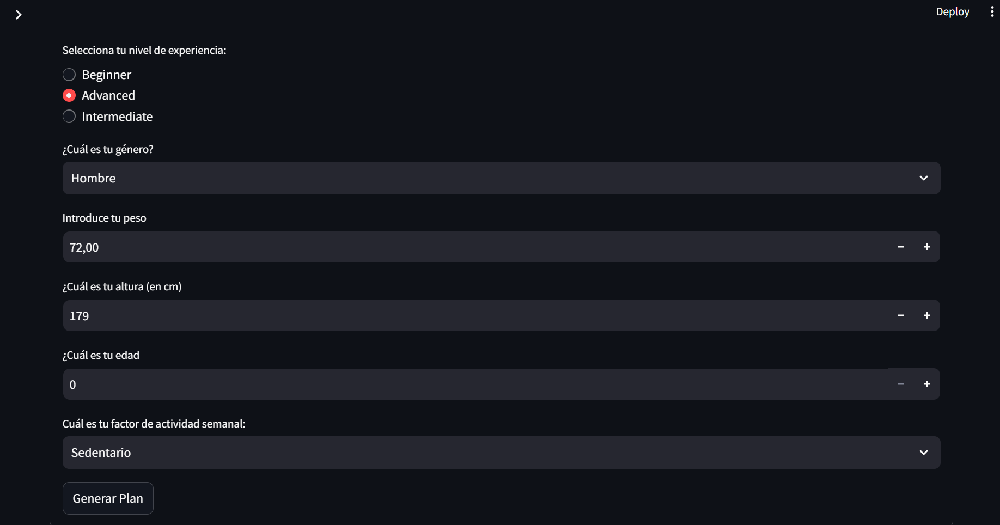 Deploy
Selecciona tu nivel de experiencia:
Beginner
Advanced
Intermediate
¿Cuál es tu género?
Hombre
Introduce tu peso
72,00
¿Cuál es tu altura (en cm)
179
¿Cuál es tu edad
0
Cuál es tu factor de actividad semanal:
Sedentario
Generar Plan